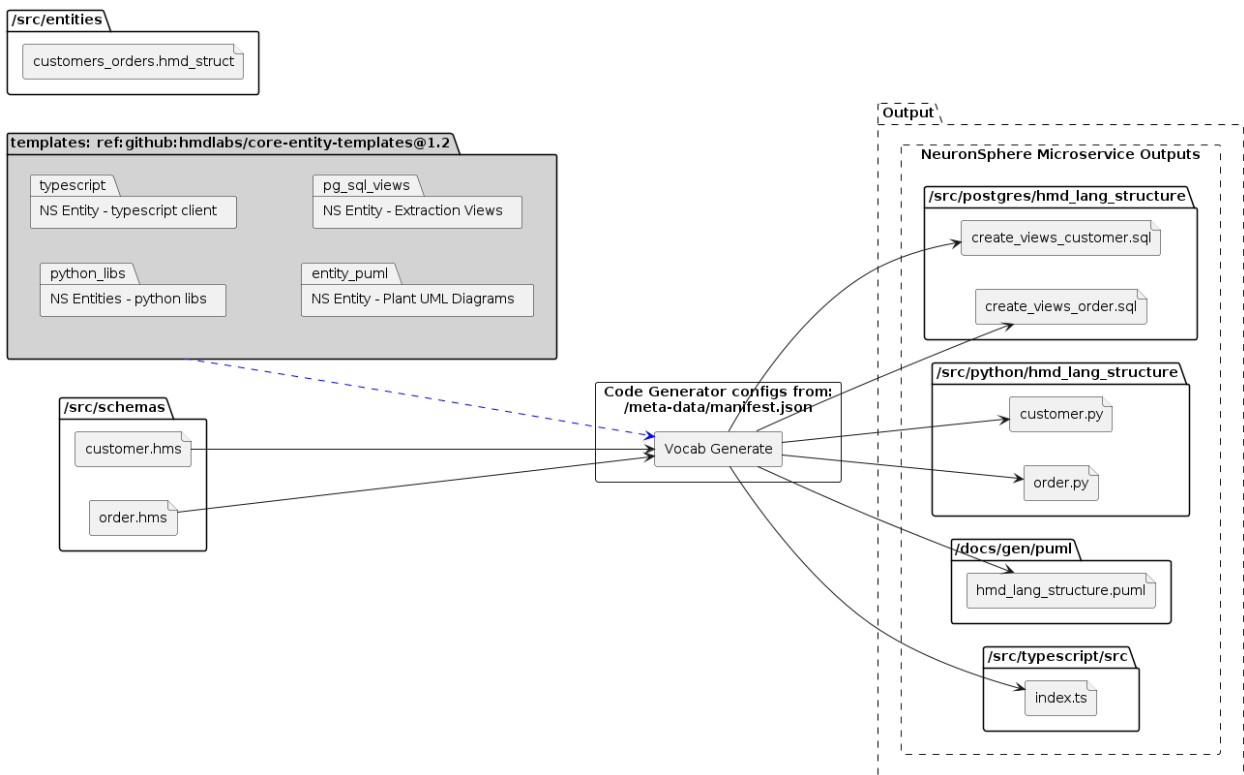 /src/entities
customers_orders.hmd_struct
templates: ref:github:hmdlabs/core-entity-templates@1.2
typescript
NS Entity - typescript client
pg_sql_views
NS Entity - Extraction Views
python_libs
NS Entities - python libs
entity_puml
NS Entity - Plant UML Diagrams
/src/schemas
customer.hms
order.hms
Code Generator configs from:
/meta-data/manifest.json
Vocab Generate
Output
NeuronSphere Microservice Outputs
/src/postgres/hmd_lang_structure
create_views_customer.sql
create_views_order.sql
/src/python/hmd_lang_structure
customer.py
order.py
/docs/gen/puml
hmd_lang_structure.puml
/src/typescript/src
index.ts